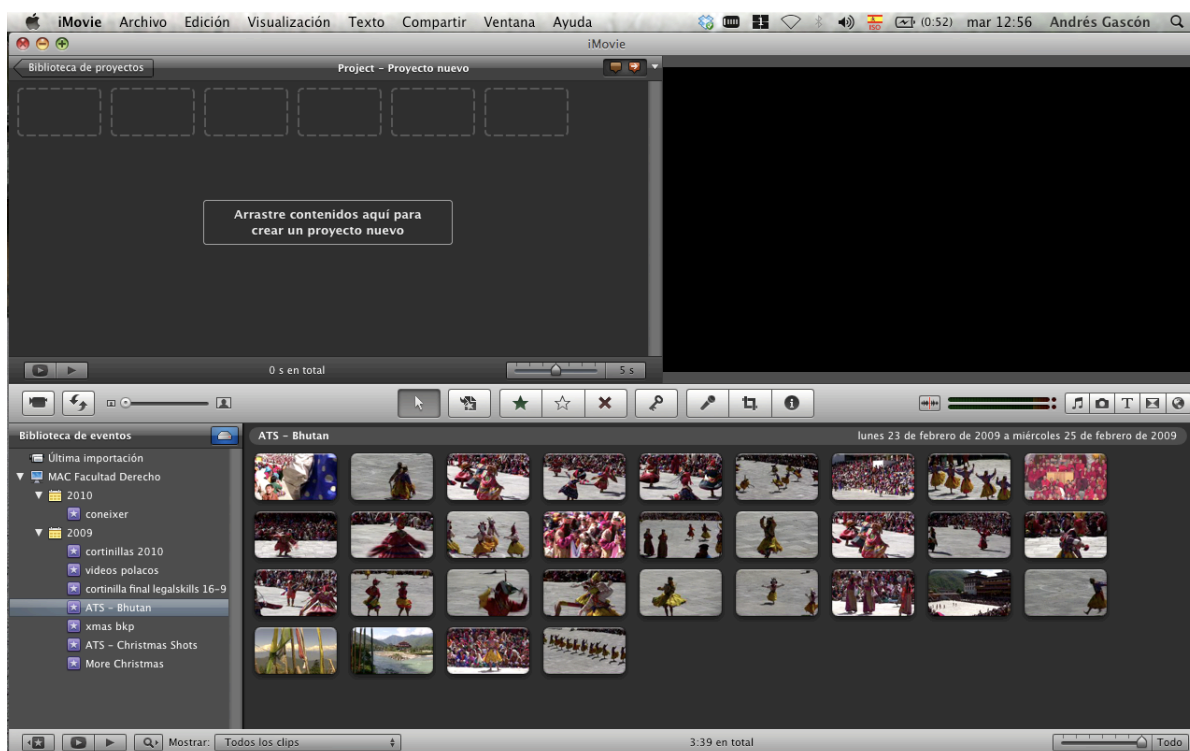 iMovie Archivo Edición Visualización Texto Compartir Ventana Ayuda ISO (0:52) mar 12:56 Andrés Gascón
iMovie
Biblioteca de proyectos Project – Proyecto nuevo
Arrastre contenidos aquí para
crear un proyecto nuevo
0 s en total 5 s
Biblioteca de eventos ATS – Bhutan lunes 23 de febrero de 2009 a miércoles 25 de febrero de 2009
Última importación
MAC Facultad Derecho
2010
coneixer
2009
cortinillas 2010
videos polacos
cortinilla final legalskills 16–9
ATS – Bhutan
xmas bkp
ATS – Christmas Shots
More Christmas
Mostrar: Todos los clips 3:39 en total Todo